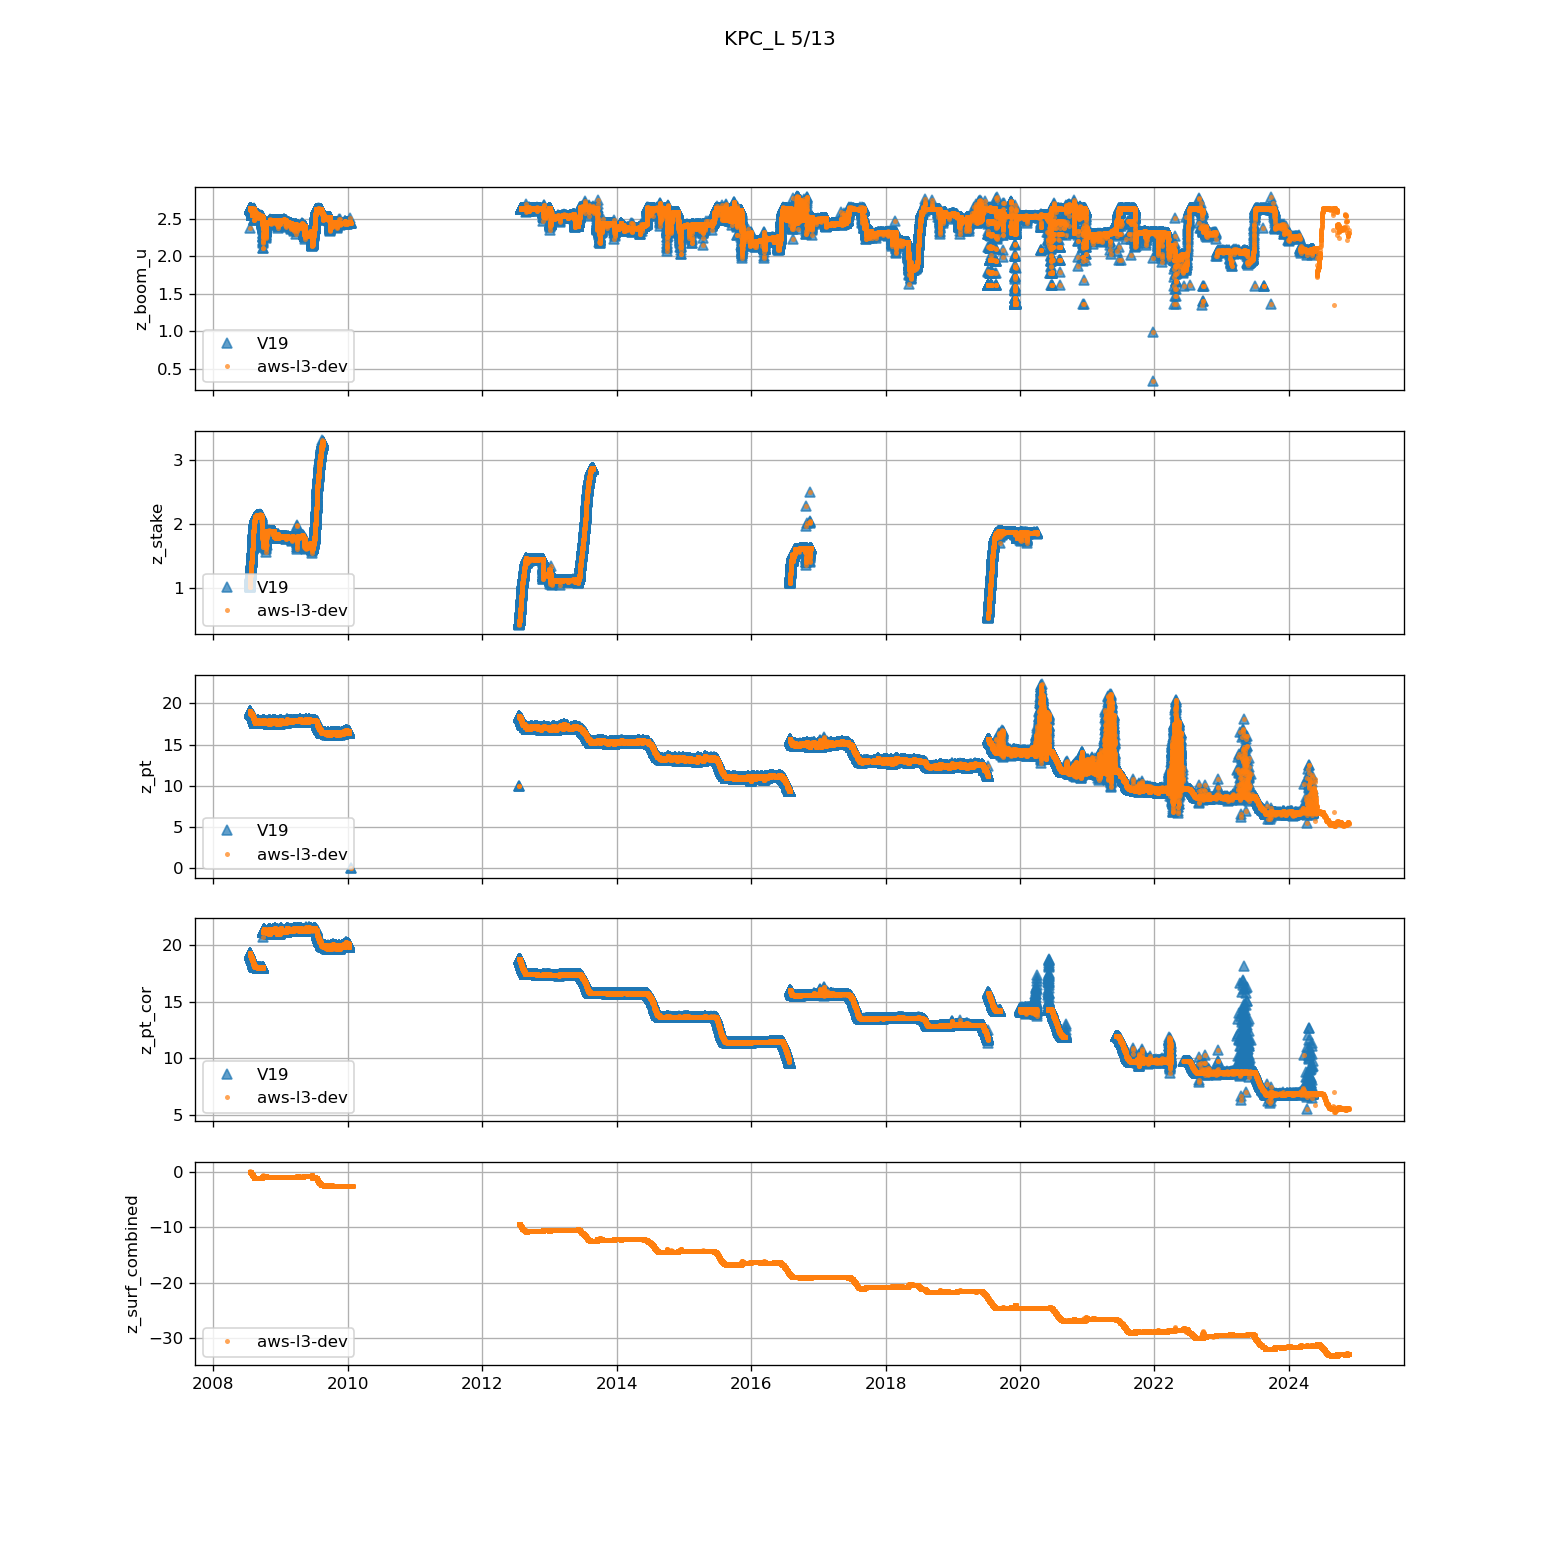 KPC_L 5/13
z_boom_u
2.5
2.0
1.5
1.0
0.5
V19
aws-l3-dev
z_stake
3
2
1
V19
aws-l3-dev
z_pt
20
15
10
5
0
V19
aws-l3-dev
z_pt_cor
20
15
10
5
V19
aws-l3-dev
z_surf_combined
0
−10
−20
−30
aws-l3-dev
2008 2010 2012 2014 2016 2018 2020 2022 2024